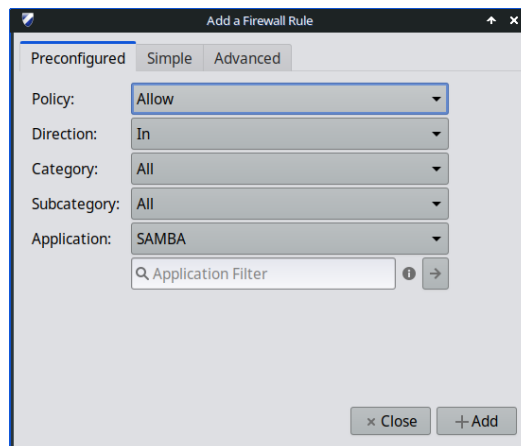 Add a Firewall Rule
Preconfigured Simple Advanced
Policy: Allow
Direction: In
Category: All
Subcategory: All
Application: SAMBA
Application Filter
Close Add